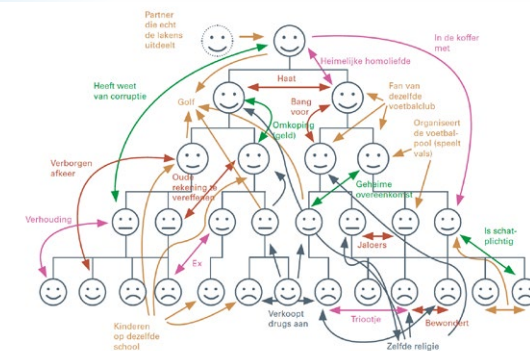 Partner
die echt
de lakens
uitdeelt
In de koffer
met
Heimelijke homoliefde
Haat
Heeft weet
van corruptie
Golf
Bang
voor
Fan van
dezelfde
voetbalclub
Omkoping
(geld)
Organiseert
de voetbal-
pool (speelt
vals)
Verborgen
afkeer
Oude
rekening te
vereffenen
Geheime
overeenkomst
Verhouding
Is schat-
plichtig
Jaloers
Ex
Verkoopt
drugs aan
Triootje
Bewondert
Kinderen
op dezelfde
school
Zelfde religie